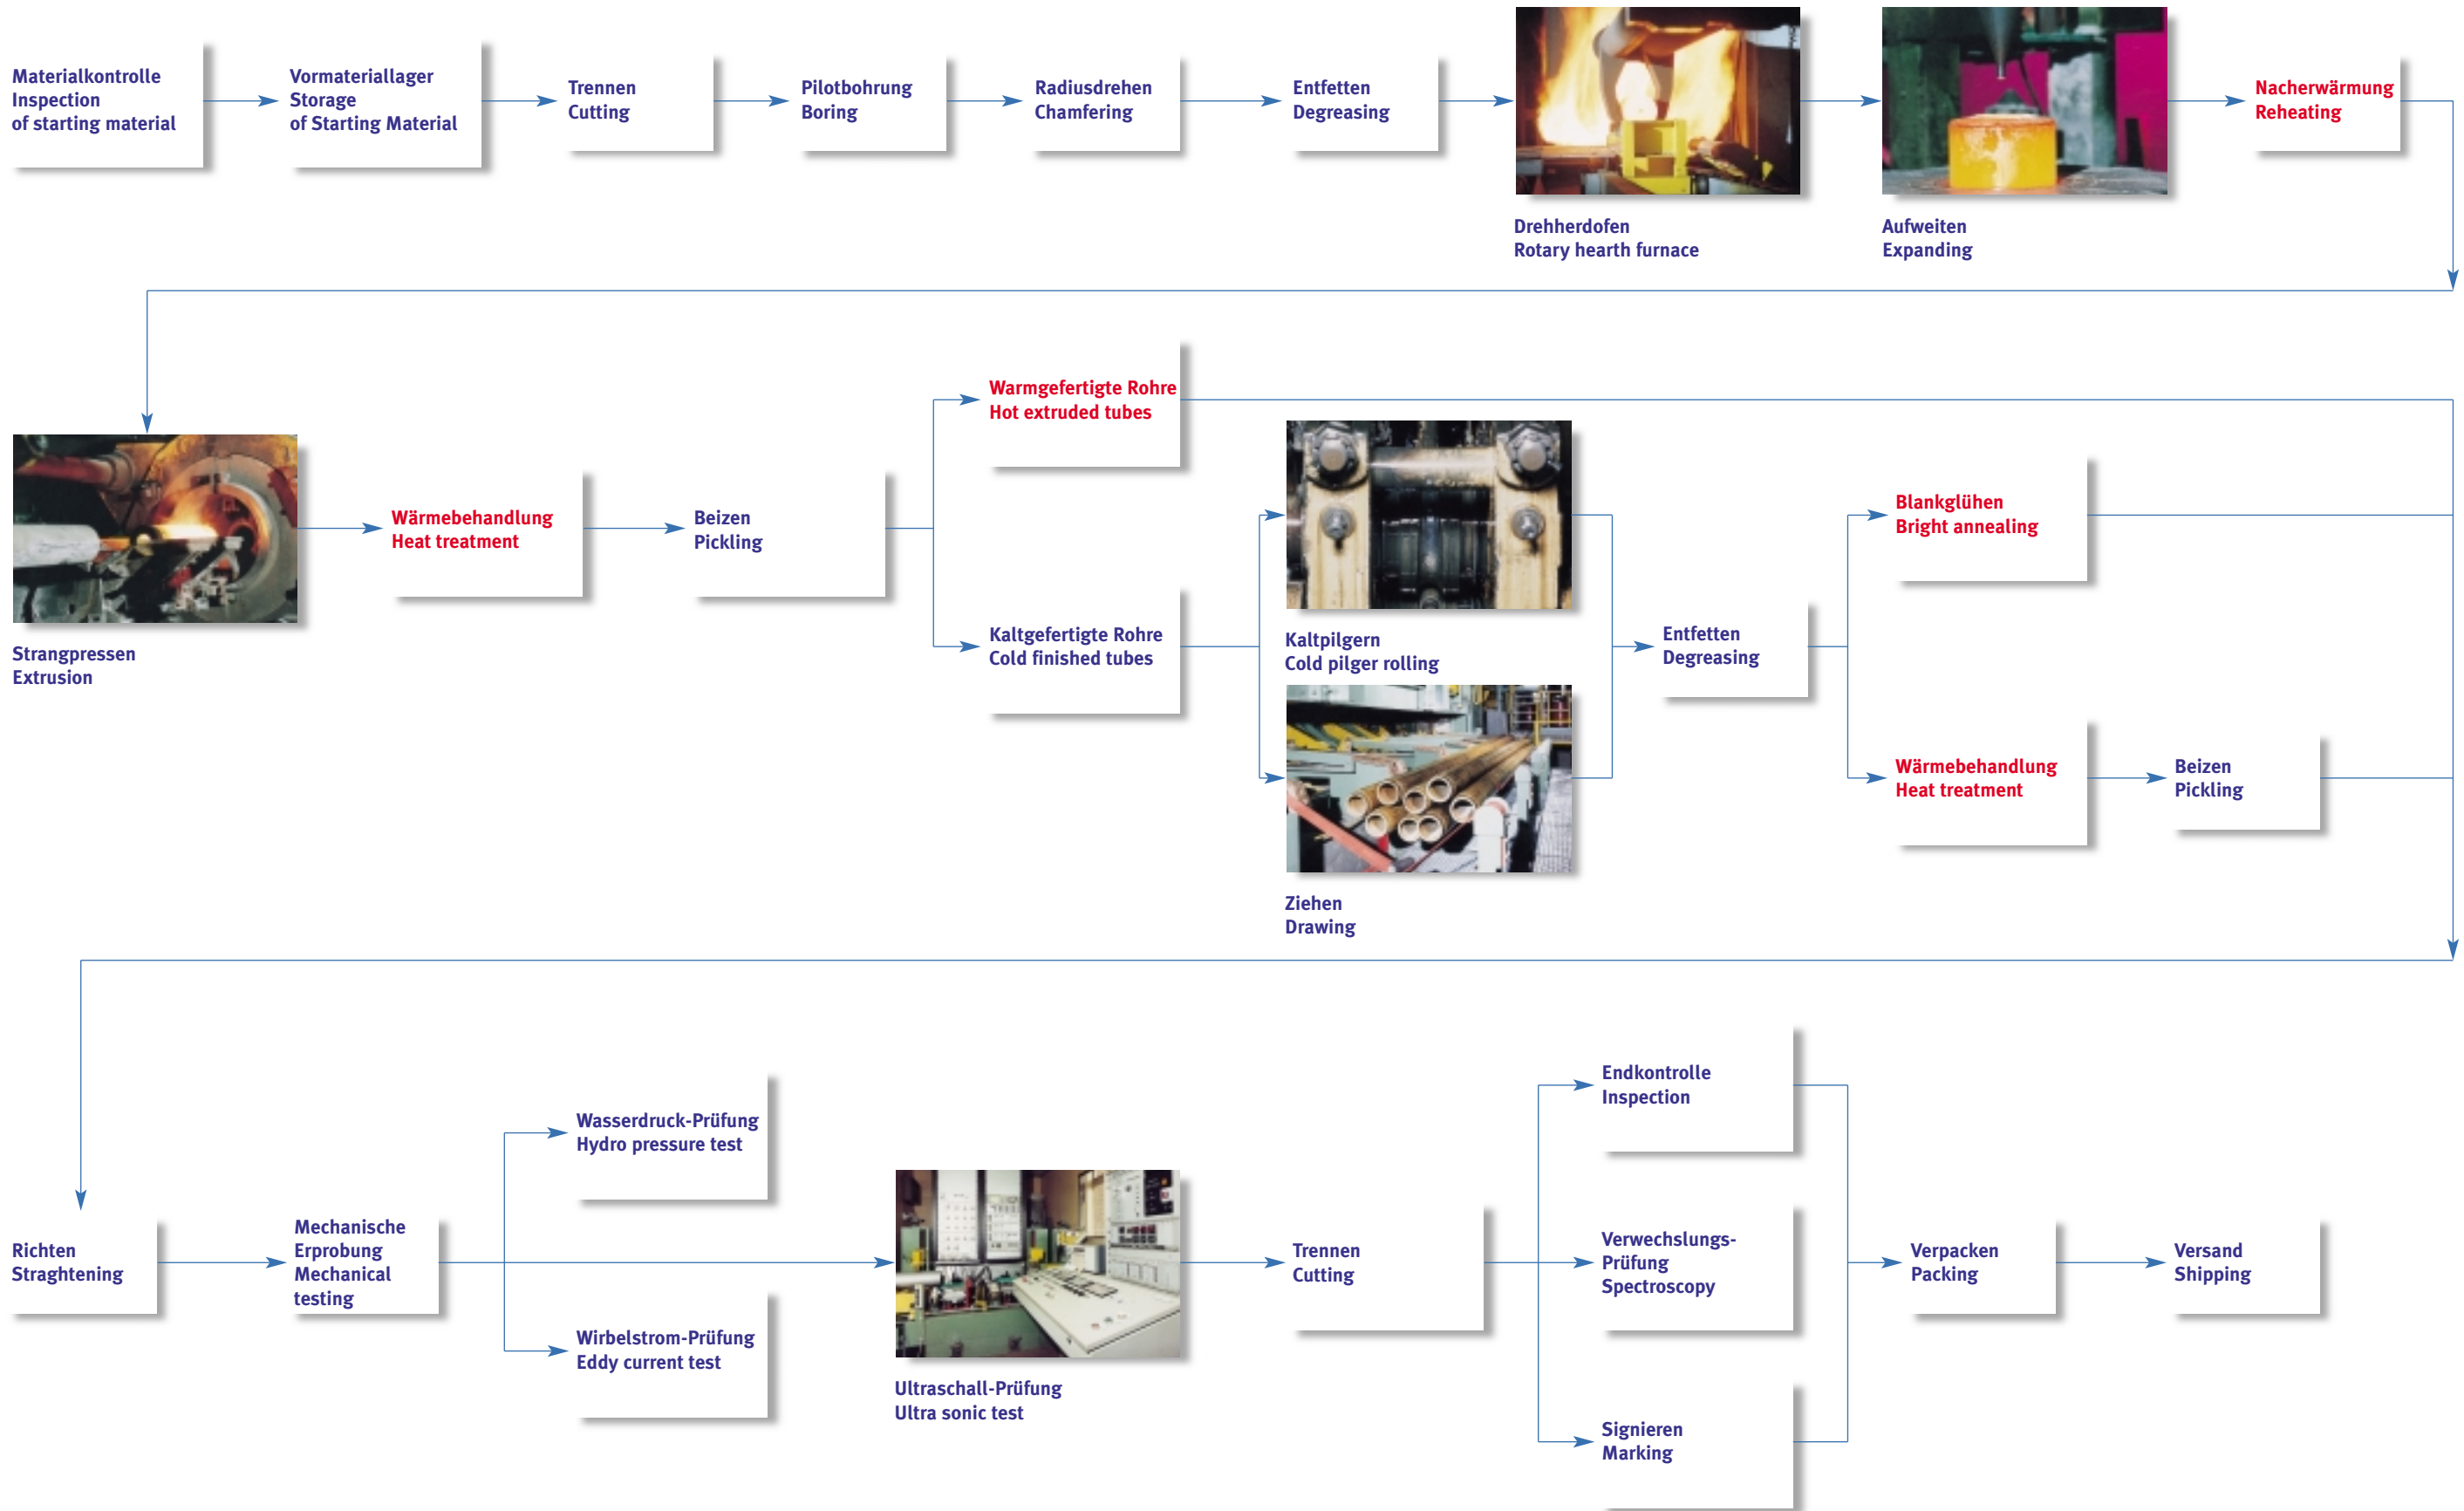 Materialkontrolle
Inspection
of starting material
Vormateriallager
Storage
of Starting Material
Trennen
Cutting
Pilotbohrung
Boring
Radiusdrehen
Chamfering
Entfetten
Degreasing
Drehherdofen
Rotary hearth furnace
Aufweiten
Expanding
Nacherwärmung
Reheating
Strangpressen
Extrusion
Wärmebehandlung
Heat treatment
Beizen
Pickling
Warmgefertigte Rohre
Hot extruded tubes
Kaltgefertigte Rohre
Cold finished tubes
Kaltpilgern
Cold pilger rolling
Ziehen
Drawing
Entfetten
Degreasing
Blankglühen
Bright annealing
Wärmebehandlung
Heat treatment
Beizen
Pickling
Richten
Straghtening
Mechanische
Erprobung
Mechanical
testing
Wasserdruck-Prüfung
Hydro pressure test
Wirbelstrom-Prüfung
Eddy current test
Ultraschall-Prüfung
Ultra sonic test
Trennen
Cutting
Endkontrolle
Inspection
Verwechslungs-
Prüfung
Spectroscopy
Signieren
Marking
Verpacken
Packing
Versand
Shipping